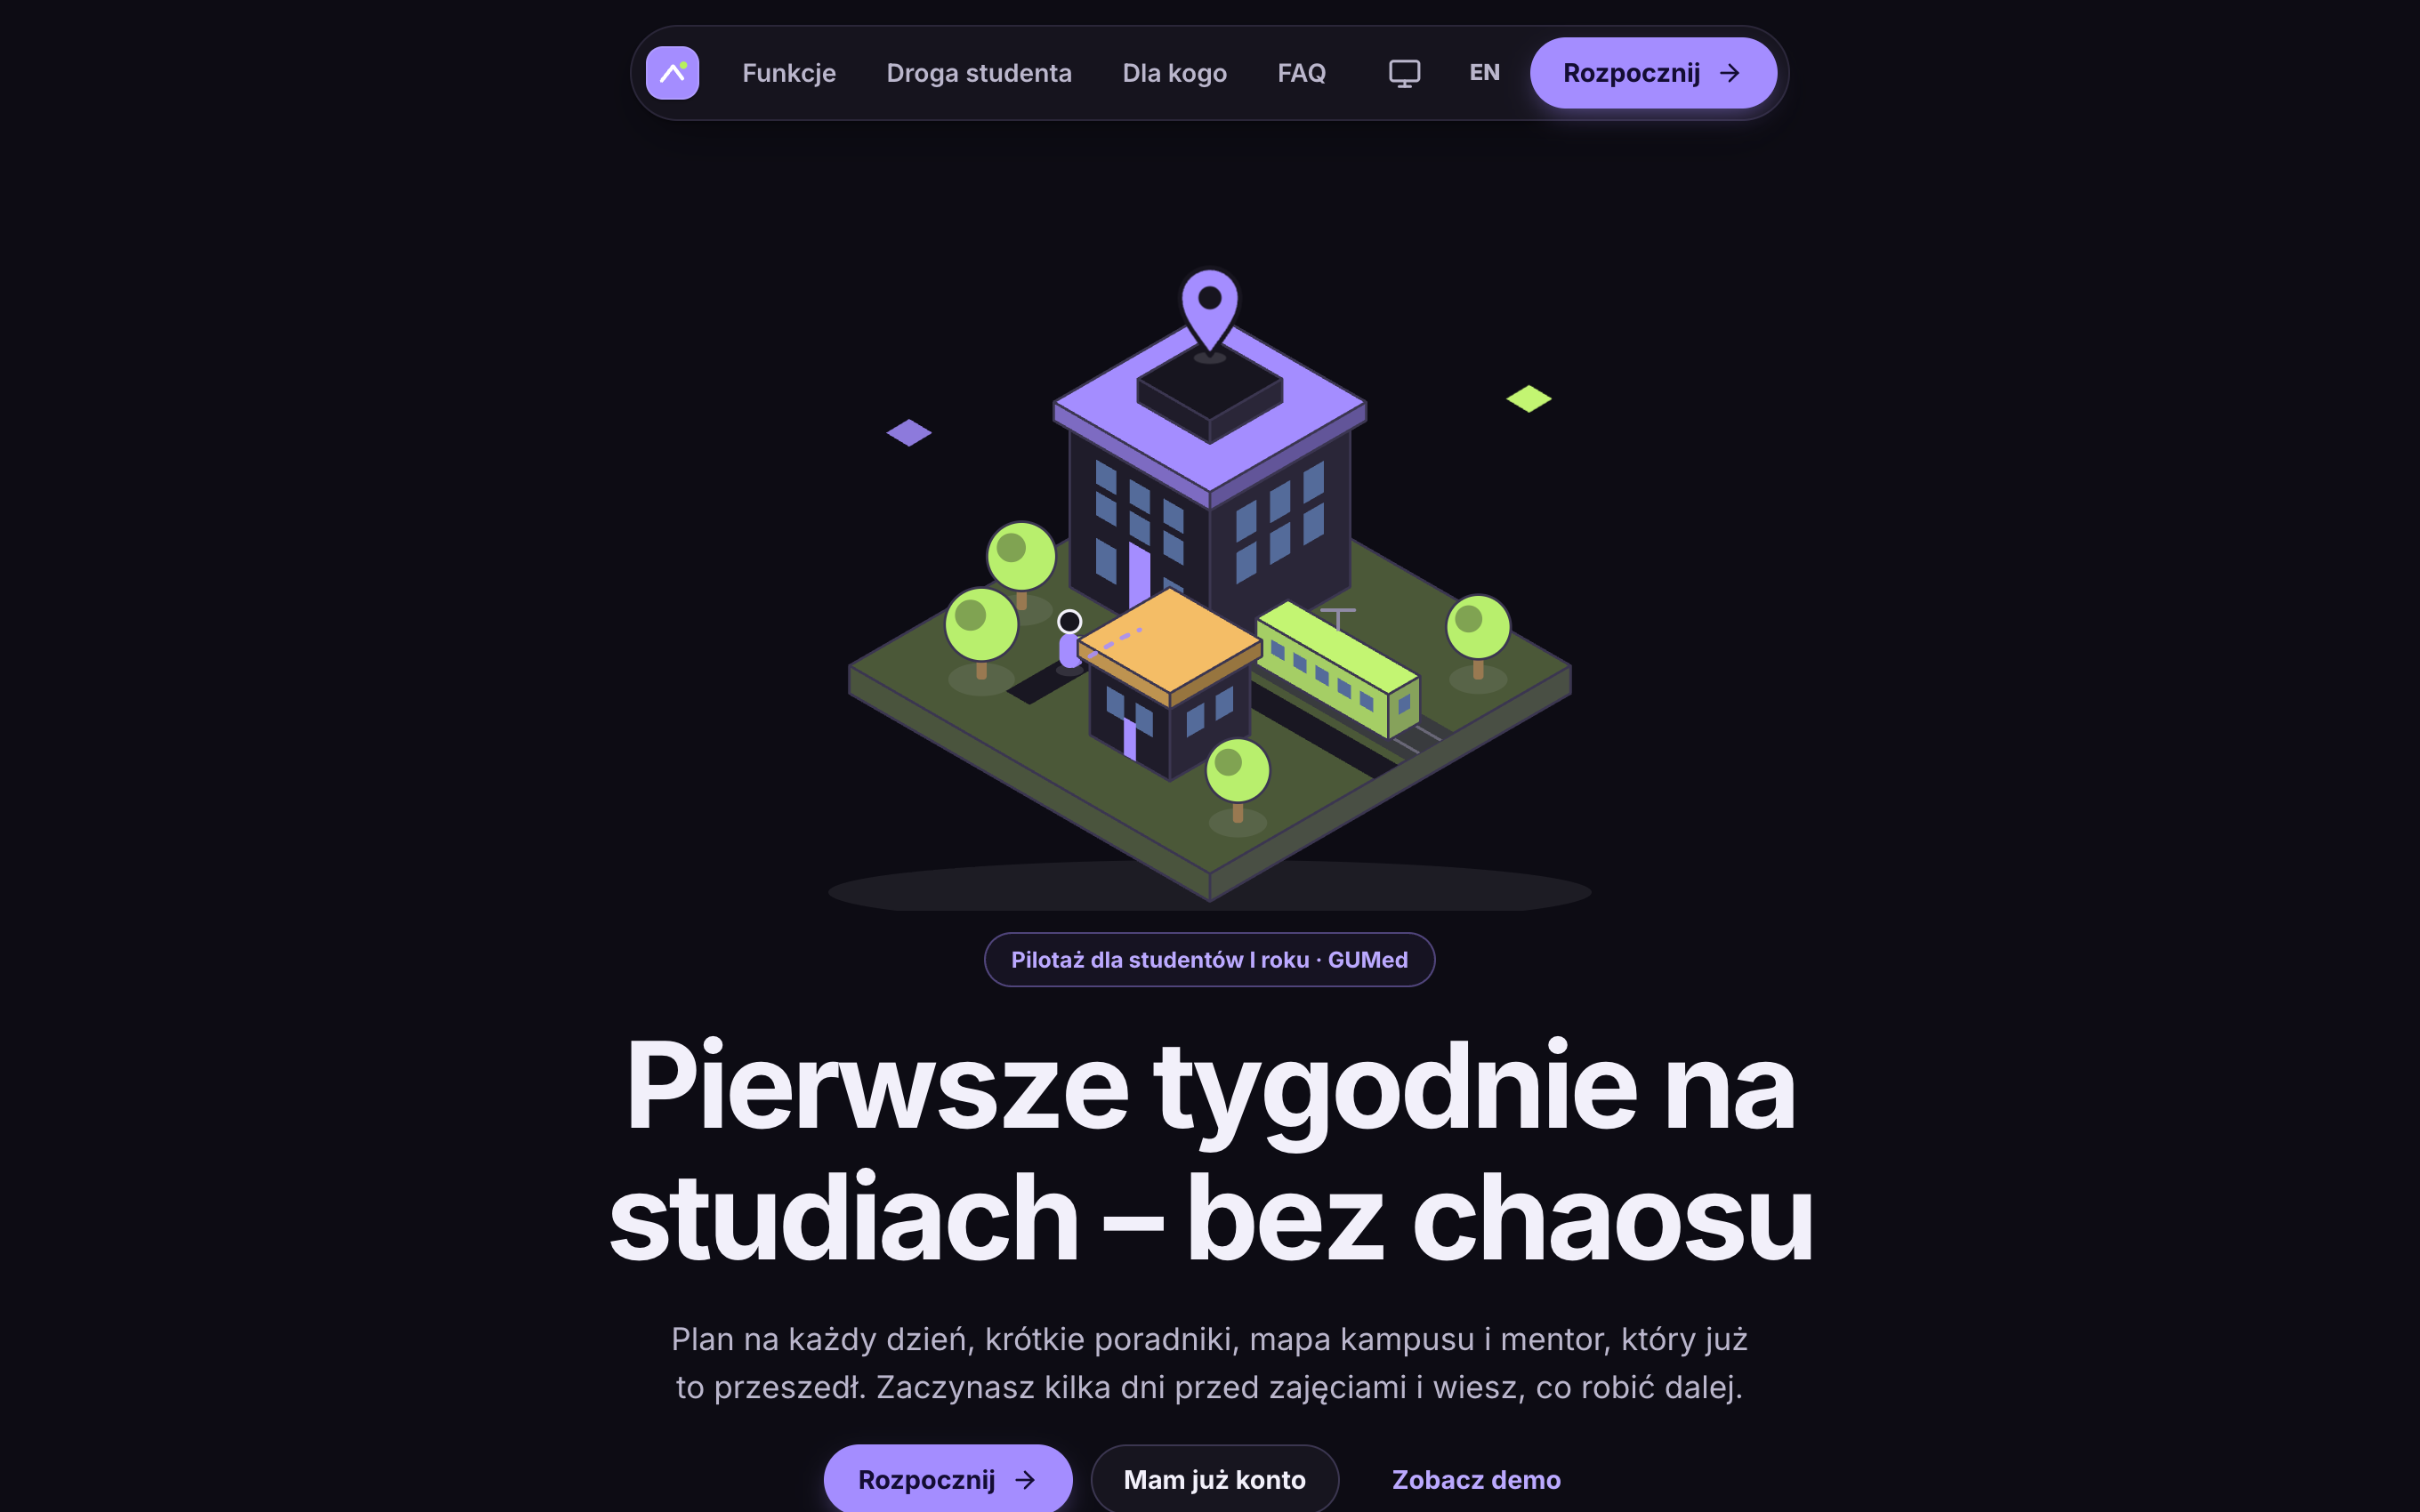 Funkcje Droga studenta Dla kogo FAQ EN Rozpocznij
Pilotaż dla studentów I roku · GUMed
Pierwsze tygodnie na
studiach – bez chaosu
Plan na każdy dzień, krótkie poradniki, mapa kampusu i mentor, który już
to przeszedł. Zaczynasz kilka dni przed zajęciami i wiesz, co robić dalej.
Rozpocznij Mam już konto Zobacz demo